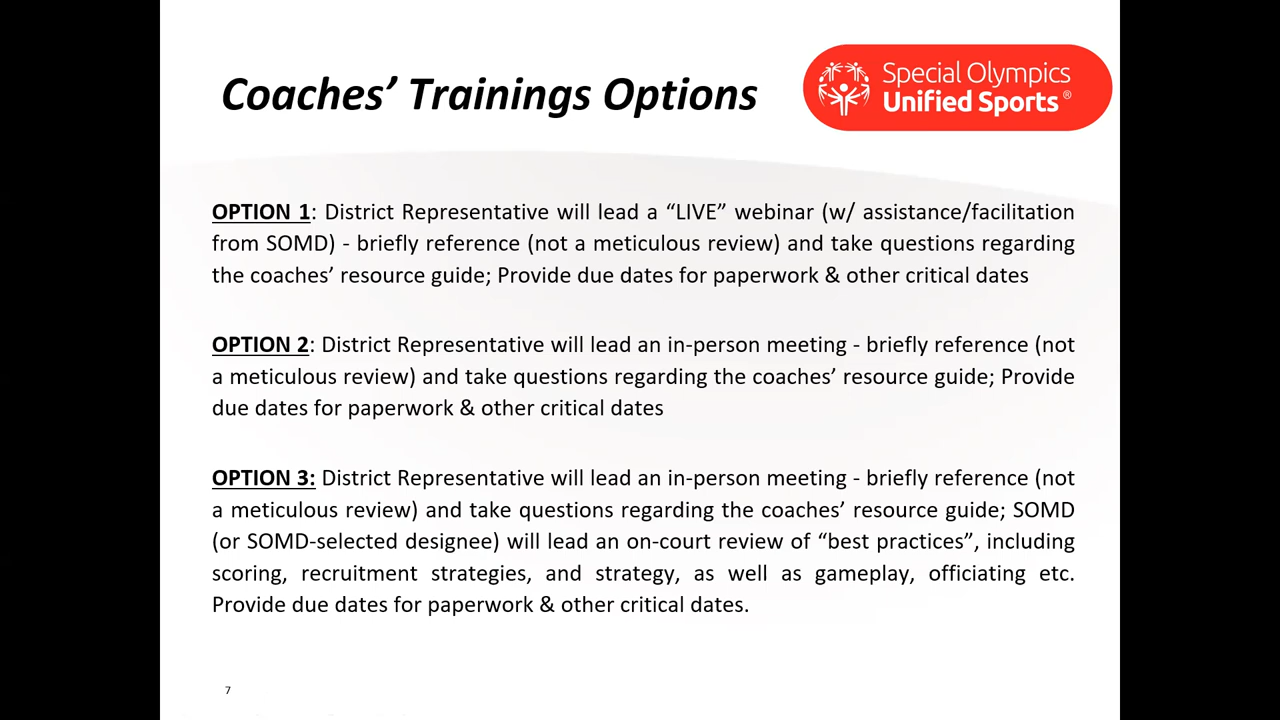 Coaches’ Trainings Options
Special Olympics
Unified Sports®
OPTION 1: District Representative will lead a “LIVE” webinar (w/ assistance/facilitation
from SOMD) - briefly reference (not a meticulous review) and take questions regarding
the coaches’ resource guide; Provide due dates for paperwork & other critical dates
OPTION 2: District Representative will lead an in-person meeting - briefly reference (not
a meticulous review) and take questions regarding the coaches’ resource guide; Provide
due dates for paperwork & other critical dates
OPTION 3: District Representative will lead an in-person meeting - briefly reference (not
a meticulous review) and take questions regarding the coaches’ resource guide; SOMD
(or SOMD-selected designee) will lead an on-court review of “best practices”, including
scoring, recruitment strategies, and strategy, as well as gameplay, officiating etc.
Provide due dates for paperwork & other critical dates.
7